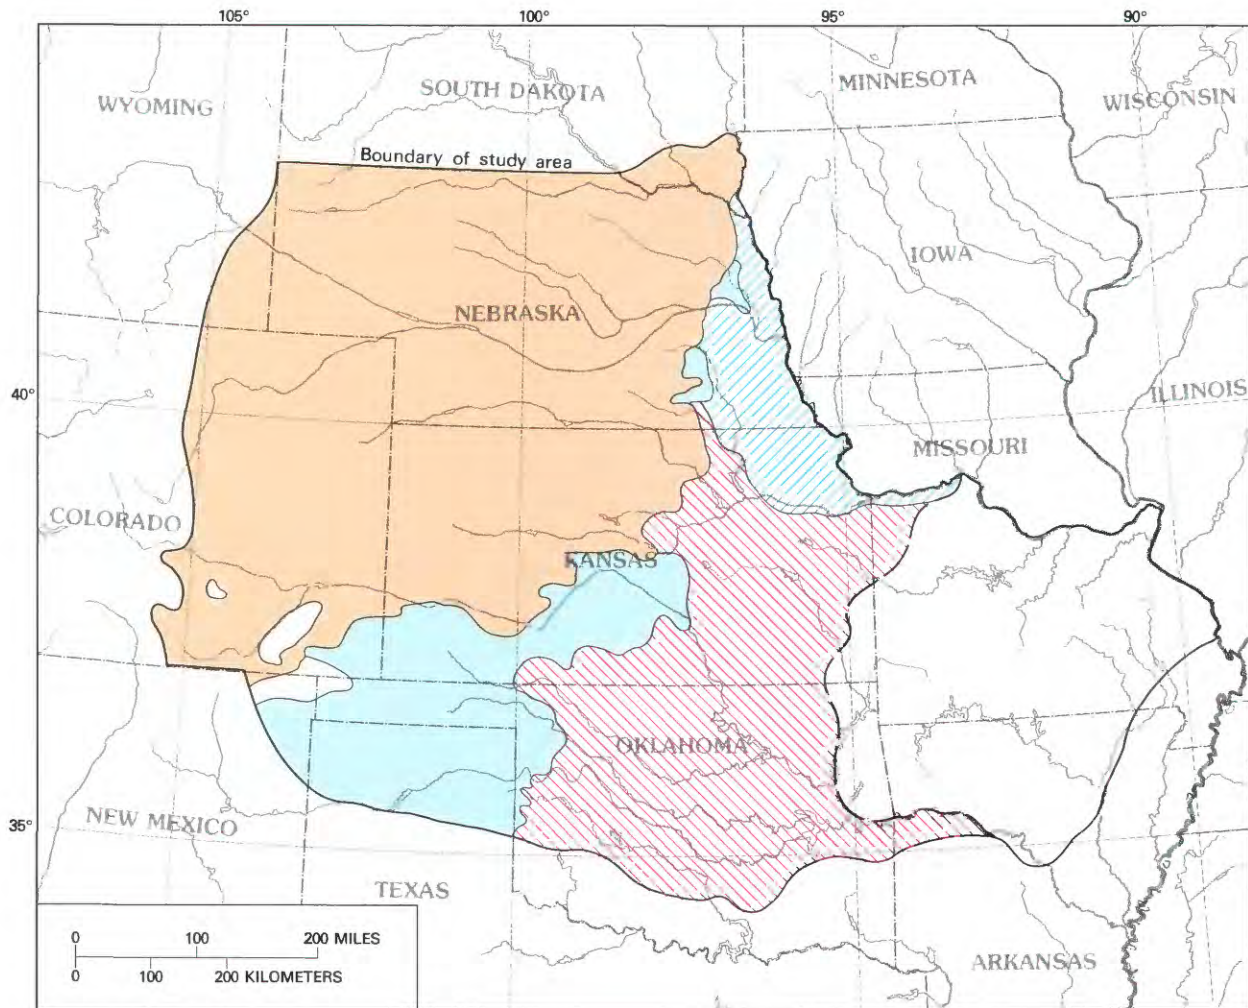 105°
100°
95°
90°
SOUTH DAKOTA
MINNESOTA
WYOMING
WISCONSIN
Boundary of study area
IOWA
NEBRASKA
40°
ILLINOIS
MISSOURI
COLORADO
KANSAS
OKLAHOMA
35°
NEW MEXICO
TEXAS
0 100 200 MILES
0 100 200 KILOMETERS
ARKANSAS